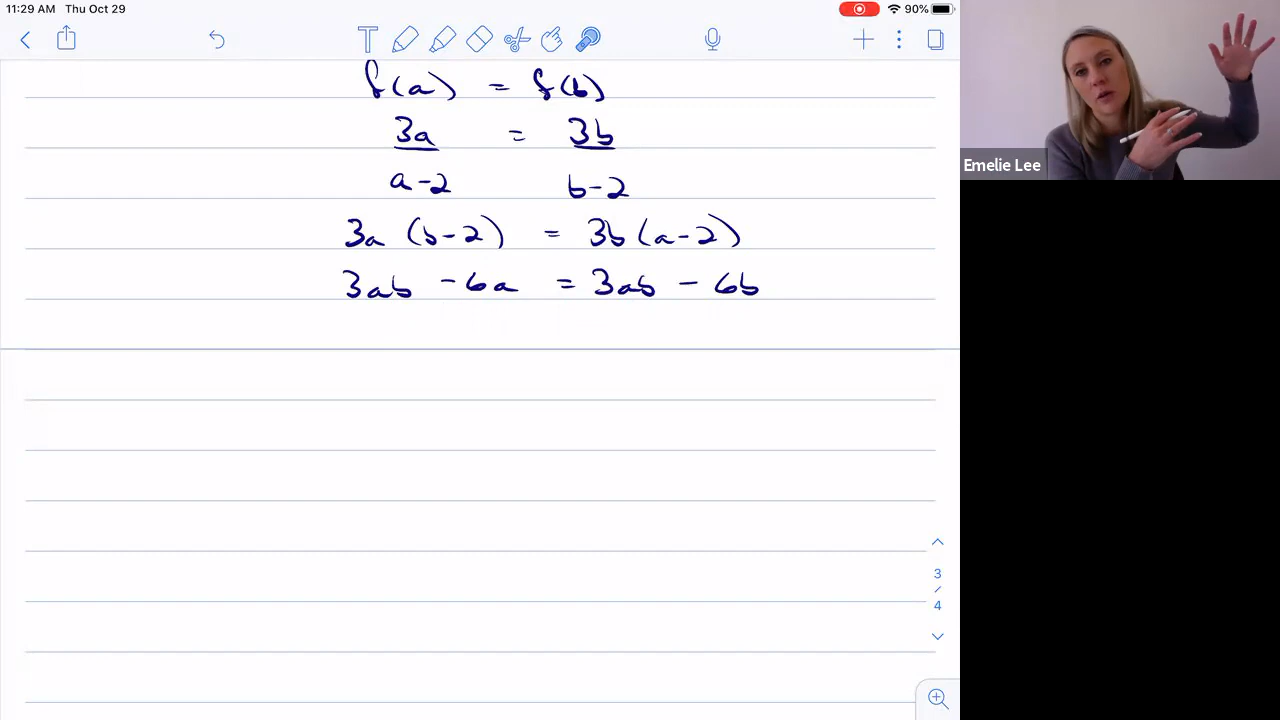 11:29 AM Thu Oct 29
90%
f(a) = f(b)
3a = 3b
a-2 b-2
3a (b-2) = 3b (a-2)
3ab - 6a = 3ab - 6b
Emelie Lee
3
/
4